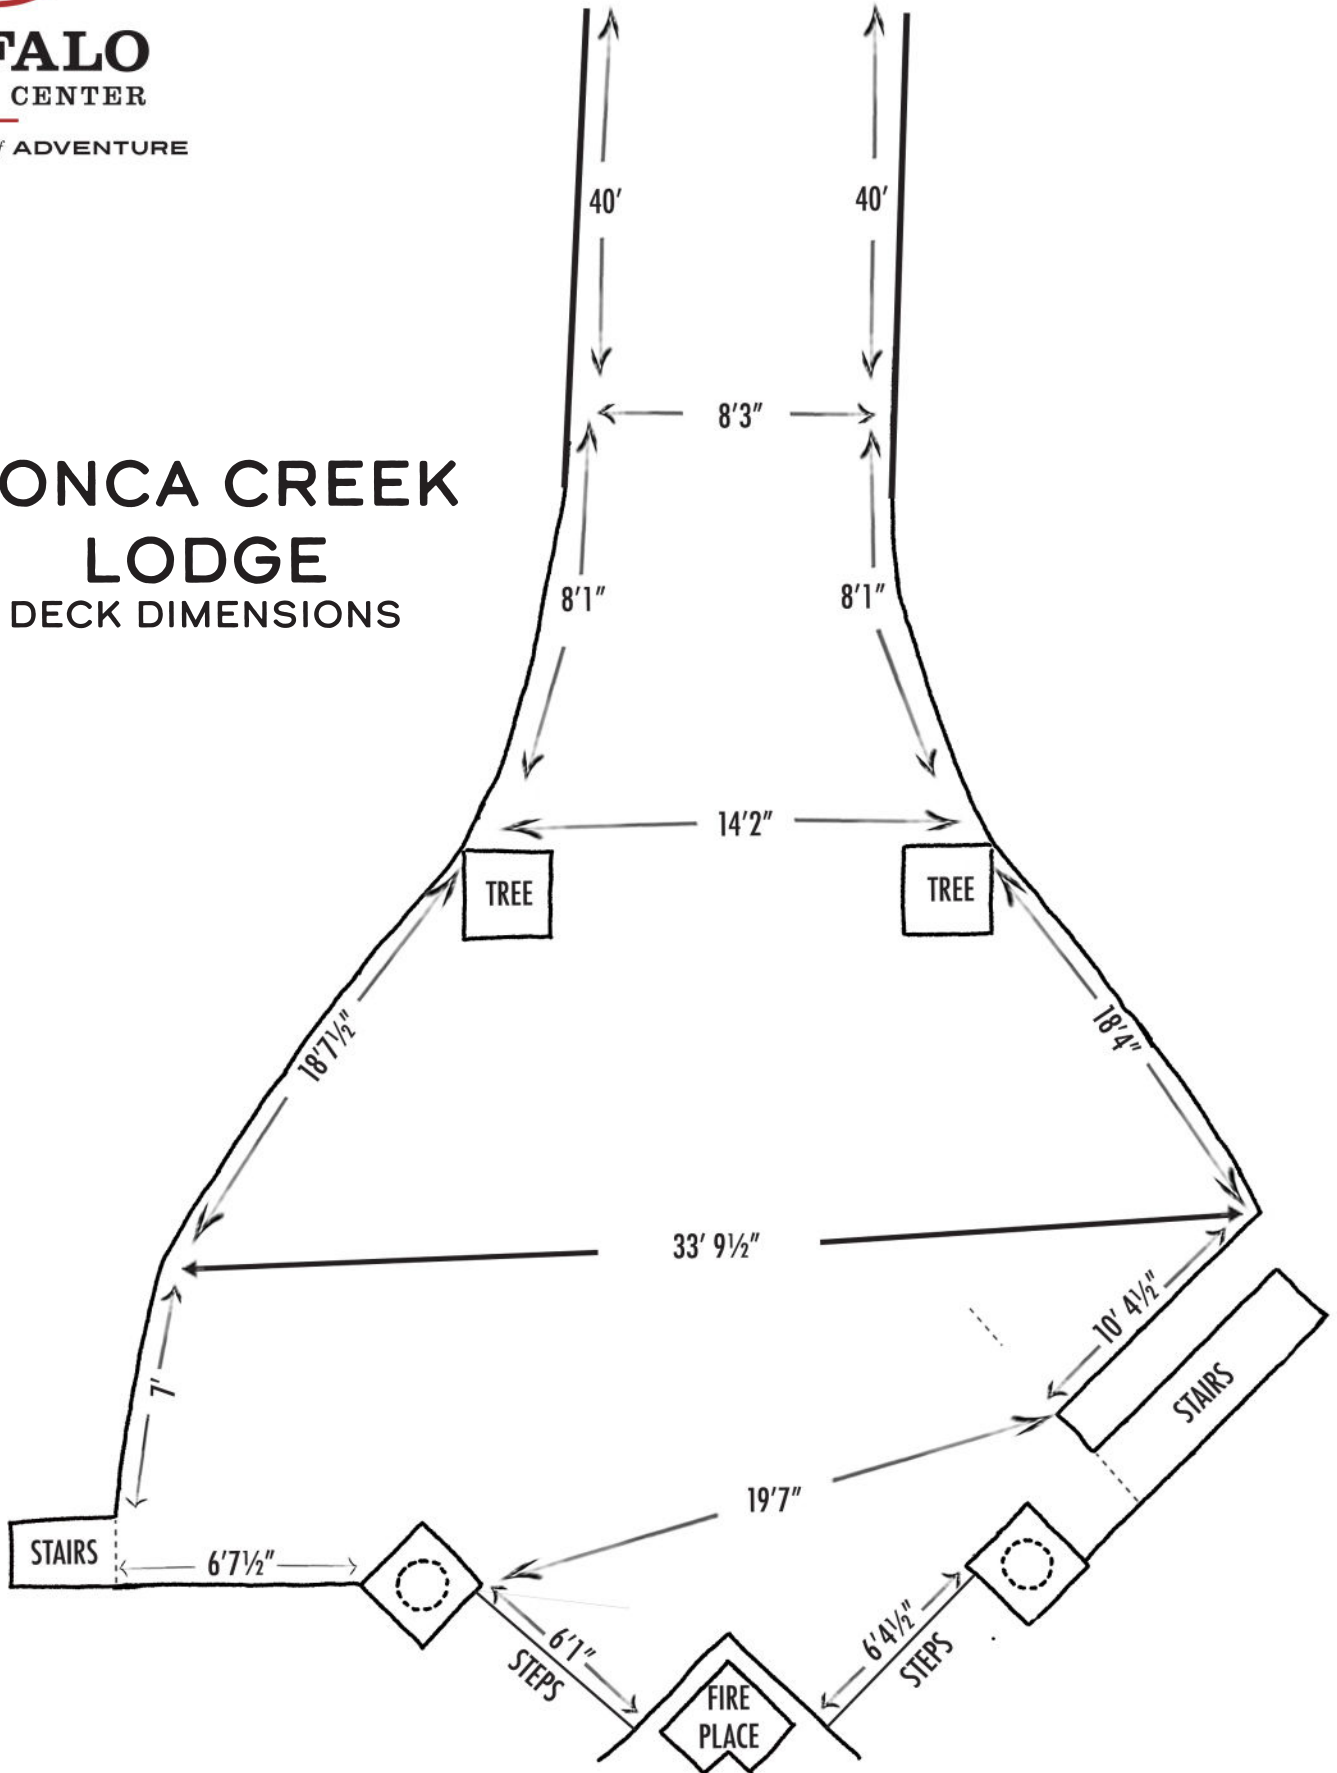 FALO
CENTER
of ADVENTURE
40'
40'
8'3"
ONCA CREEK
LODGE
DECK DIMENSIONS
8'1"
8'1"
14'2"
TREE
TREE
18'7½"
18'4"
33' 9½"
10' 4½"
7'
STAIRS
19'7"
STAIRS
6'7½"
6'1"
STEPS
6'4½"
STEPS
FIRE
PLACE